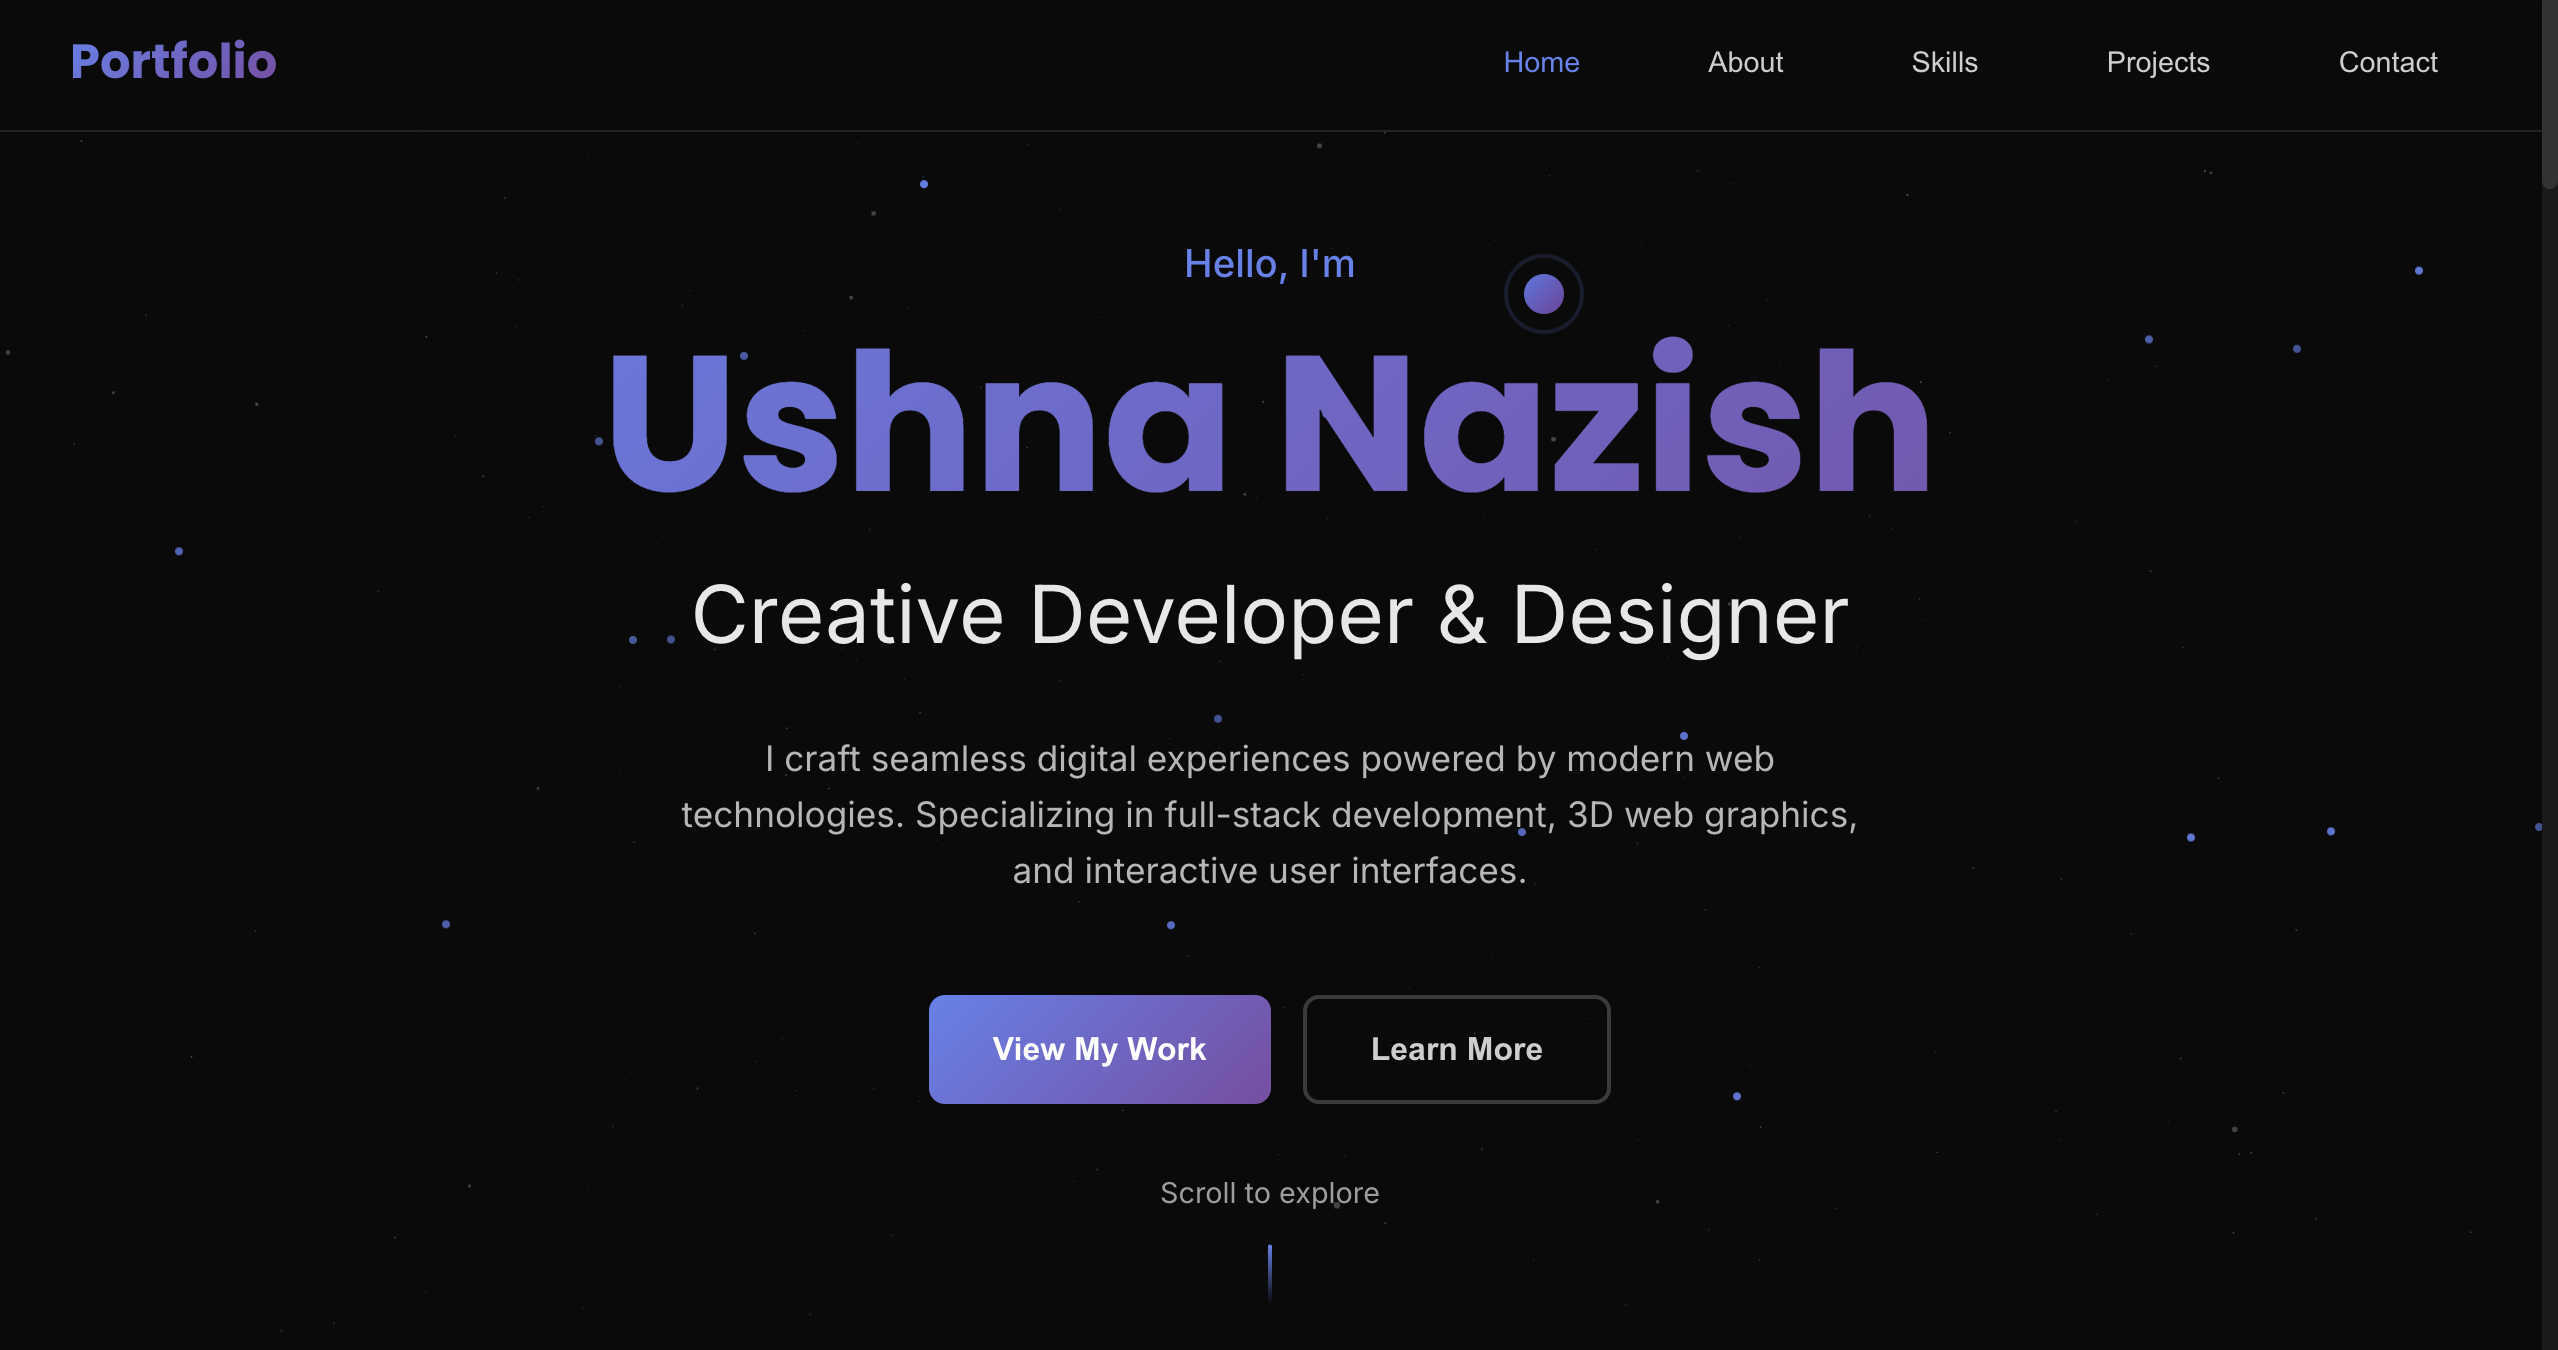 Portfolio
Home About Skills Projects Contact
Hello, I'm
Ushna Nazish
Creative Developer & Designer
I craft seamless digital experiences powered by modern web
technologies. Specializing in full-stack development, 3D web graphics,
and interactive user interfaces.
View My Work
Learn More
Scroll to explore